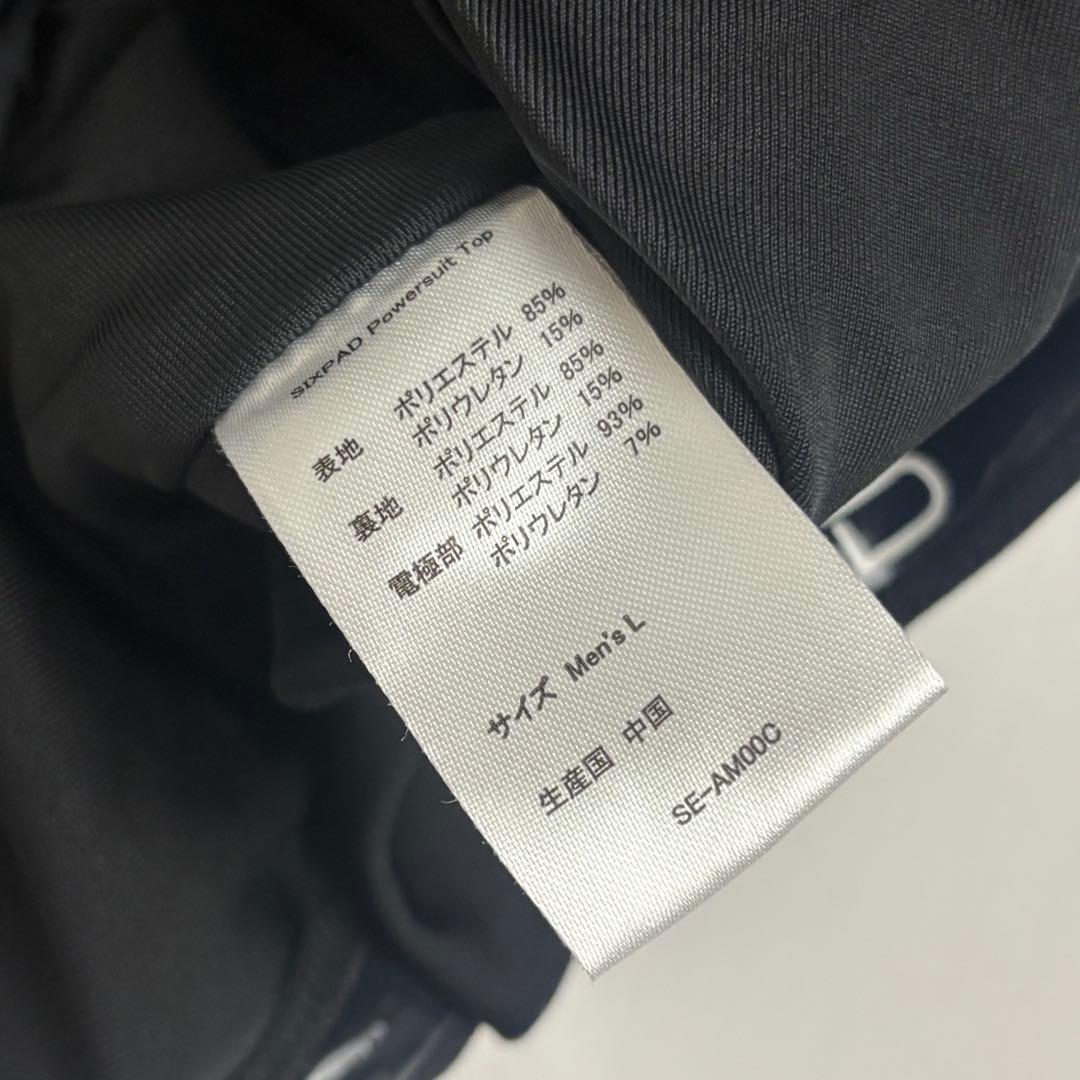 SIXPAD Powersuit Top
表地 ポリエステル 85%
ポリウレタン 15%
裏地 ポリエステル 85%
ポリウレタン 15%
電極部 ポリエステル 93%
ポリウレタン 7%
サイズ Men's L
生産国 中国
SE-AM00C
D